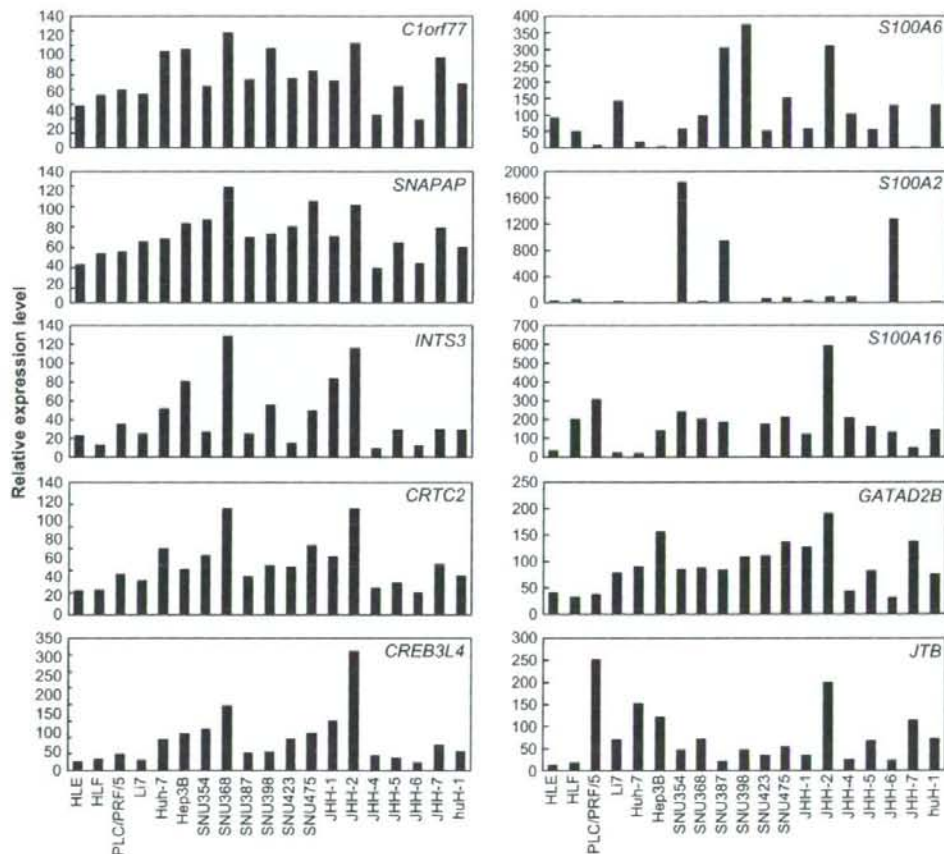 Relative expression level
C1orf77
140
120
100
80
60
40
20
0
SNAPAP
140
120
100
80
60
40
20
0
INTS3
140
120
100
80
60
40
20
0
CRTC2
140
120
100
80
60
40
20
0
CREB3L4
350
300
250
200
150
100
50
0
HLE
HLF
PLC/PRF/5
Li7
Huh-7
Hep3B
SNU354
SNU368
SNU387
SNU398
SNU423
SNU475
JHH-1
JHH-2
JHH-4
JHH-5
JHH-6
JHH-7
huH-1
S100A6
400
350
300
250
200
150
100
50
0
S100A2
2000
1600
1200
800
400
0
S100A16
700
600
500
400
300
200
100
0
GATAD2B
250
200
150
100
50
0
JTB
300
250
200
150
100
50
0
HLE
HLF
PLC/PRF/5
Li7
Huh-7
Hep3B
SNU354
SNU368
SNU387
SNU398
SNU423
SNU475
JHH-1
JHH-2
JHH-4
JHH-5
JHH-6
JHH-7
huH-1